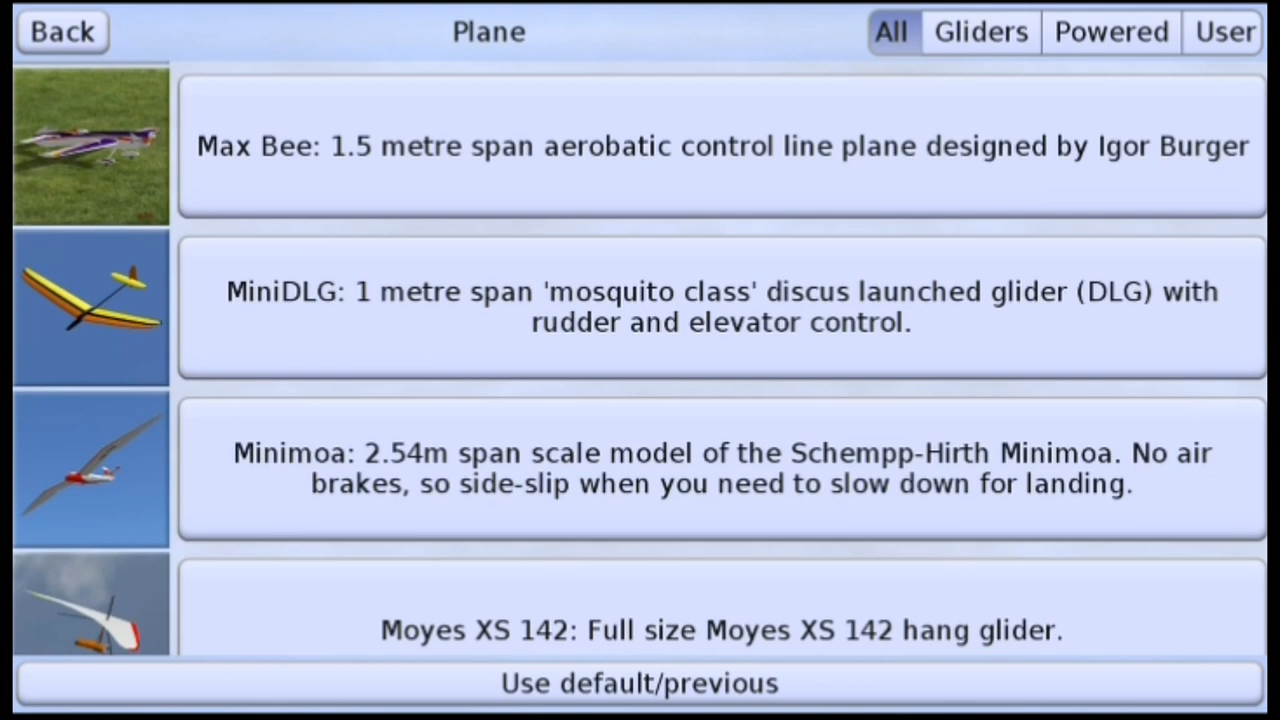 Back
Plane
All
Gliders
Powered
User
Max Bee: 1.5 metre span aerobatic control line plane designed by Igor Burger
MiniDLG: 1 metre span 'mosquito class' discus launched glider (DLG) with
rudder and elevator control.
Minimoa: 2.54m span scale model of the Schempp-Hirth Minimoa. No air
brakes, so side-slip when you need to slow down for landing.
Moyes XS 142: Full size Moyes XS 142 hang glider.
Use default/previous